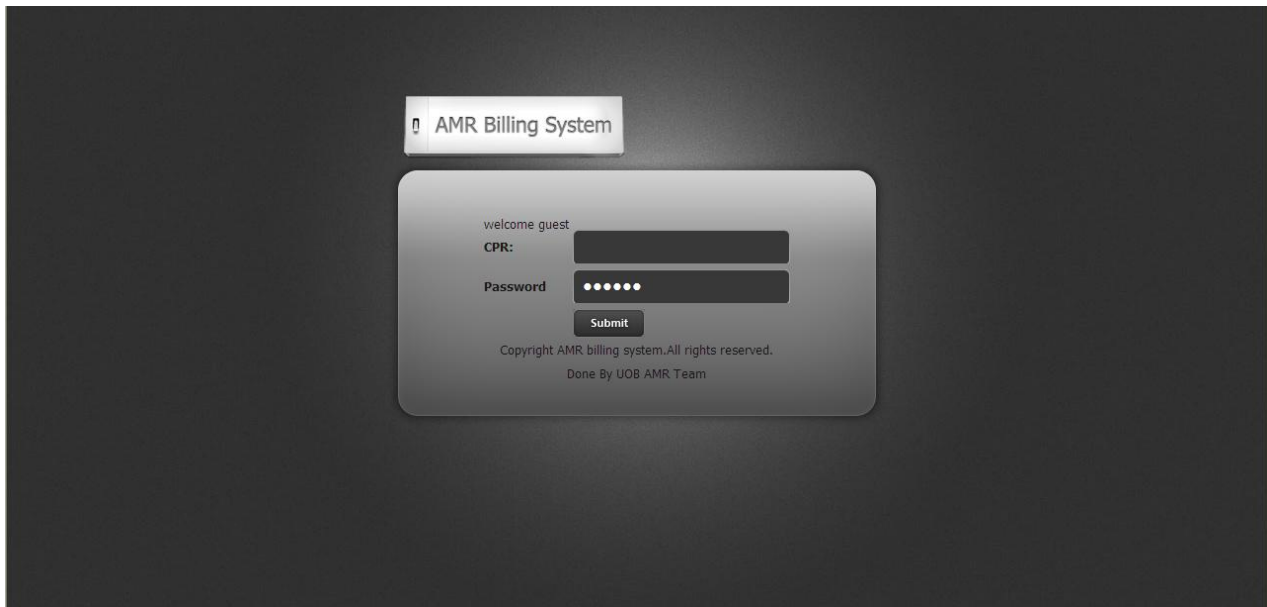 AMR Billing System
welcome guest
CPR:
Password ●●●●●●
Submit
Copyright AMR billing system.All rights reserved.
Done By UOB AMR Team